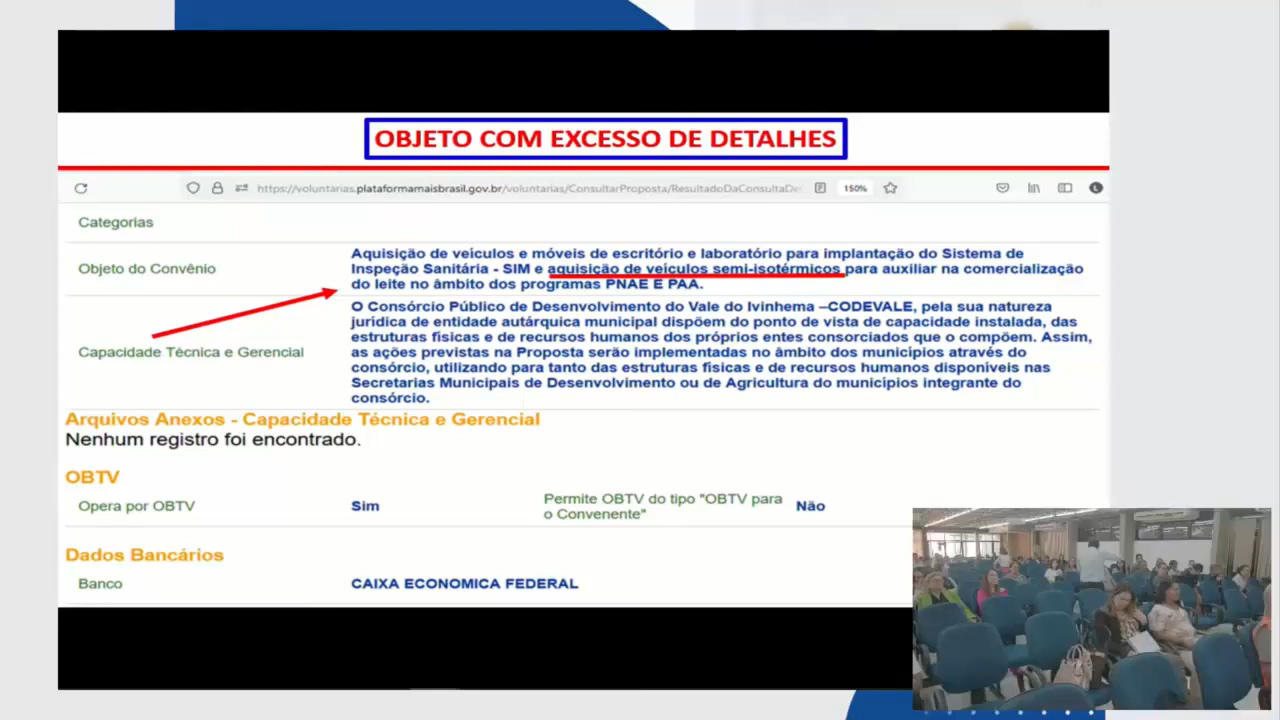 OBJETO COM EXCESSO DE DETALHES
https://voluntarias.plataformamaisbrasil.gov.br/voluntarias/ConsultarProposta/ResultadoDaConsultaDe
150%
Categorias
Objeto do Convênio
Aquisição de veículos e móveis de escritório e laboratório para implantação do Sistema de
Inspeção Sanitária - SIM e aquisição de veículos semi-isotérmicos para auxiliar na comercialização
do leite no âmbito dos programas PNAE E PAA.
Capacidade Técnica e Gerencial
O Consórcio Público de Desenvolvimento do Vale do Ivinhema –CODEVALE, pela sua natureza
jurídica de entidade autárquica municipal dispõem do ponto de vista de capacidade instalada, das
estruturas físicas e de recursos humanos dos próprios entes consorciados que o compõem. Assim,
as ações previstas na Proposta serão implementadas no âmbito dos municípios através do
consórcio, utilizando para tanto das estruturas físicas e de recursos humanos disponíveis nas
Secretarias Municipais de Desenvolvimento ou de Agricultura do municípios integrante do
consórcio.
Arquivos Anexos - Capacidade Técnica e Gerencial
Nenhum registro foi encontrado.
OBTV
Opera por OBTV Sim Permite OBTV do tipo "OBTV para
o Convenente" Não
Dados Bancários
Banco CAIXA ECONOMICA FEDERAL